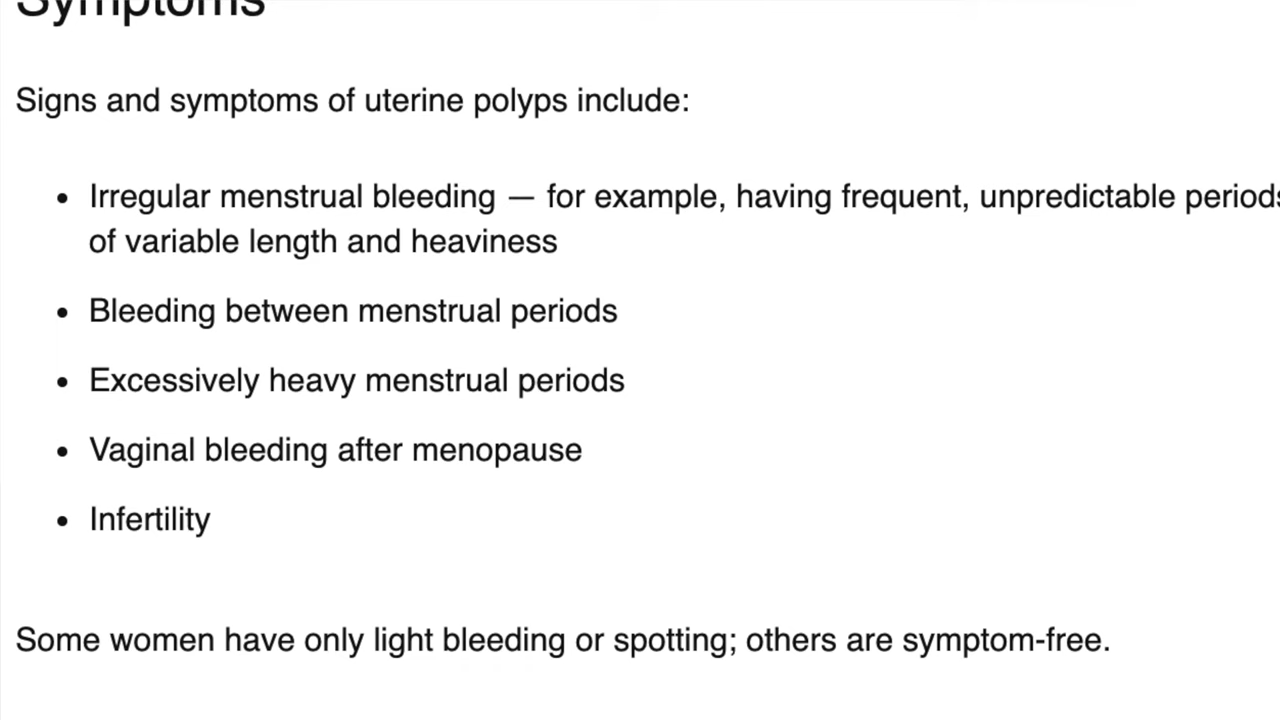 Symptoms
Signs and symptoms of uterine polyps include:
• Irregular menstrual bleeding — for example, having frequent, unpredictable periods
of variable length and heaviness
• Bleeding between menstrual periods
• Excessively heavy menstrual periods
• Vaginal bleeding after menopause
• Infertility
Some women have only light bleeding or spotting; others are symptom-free.